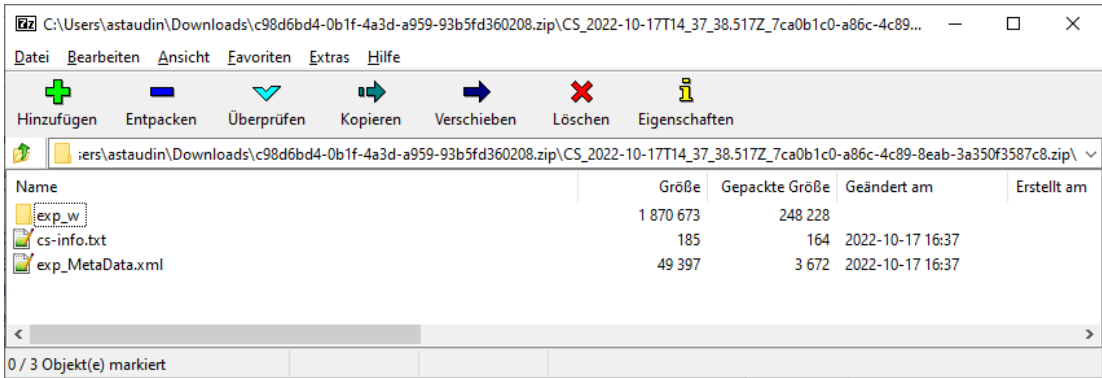 C:\Users\astaudin\Downloads\c98d6bd4-0b1f-4a3d-a959-93b5fd360208.zip\CS_2022-10-17T14_37_38.517Z_7ca0b1c0-a86c-4c89...
Datei Bearbeiten Ansicht Favoriten Extras Hilfe
Hinzufügen Entpacken Überprüfen Kopieren Verschieben Löschen Eigenschaften
:ers\astaudin\Downloads\c98d6bd4-0b1f-4a3d-a959-93b5fd360208.zip\CS_2022-10-17T14_37_38.517Z_7ca0b1c0-a86c-4c89-8eab-3a350f3587c8.zip\
Name Größe Gepackte Größe Geändert am Erstellt am
exp_w 1 870 673 248 228
cs-info.txt 185 164 2022-10-17 16:37
exp_MetaData.xml 49 397 3 672 2022-10-17 16:37
0 / 3 Objekt(e) markiert